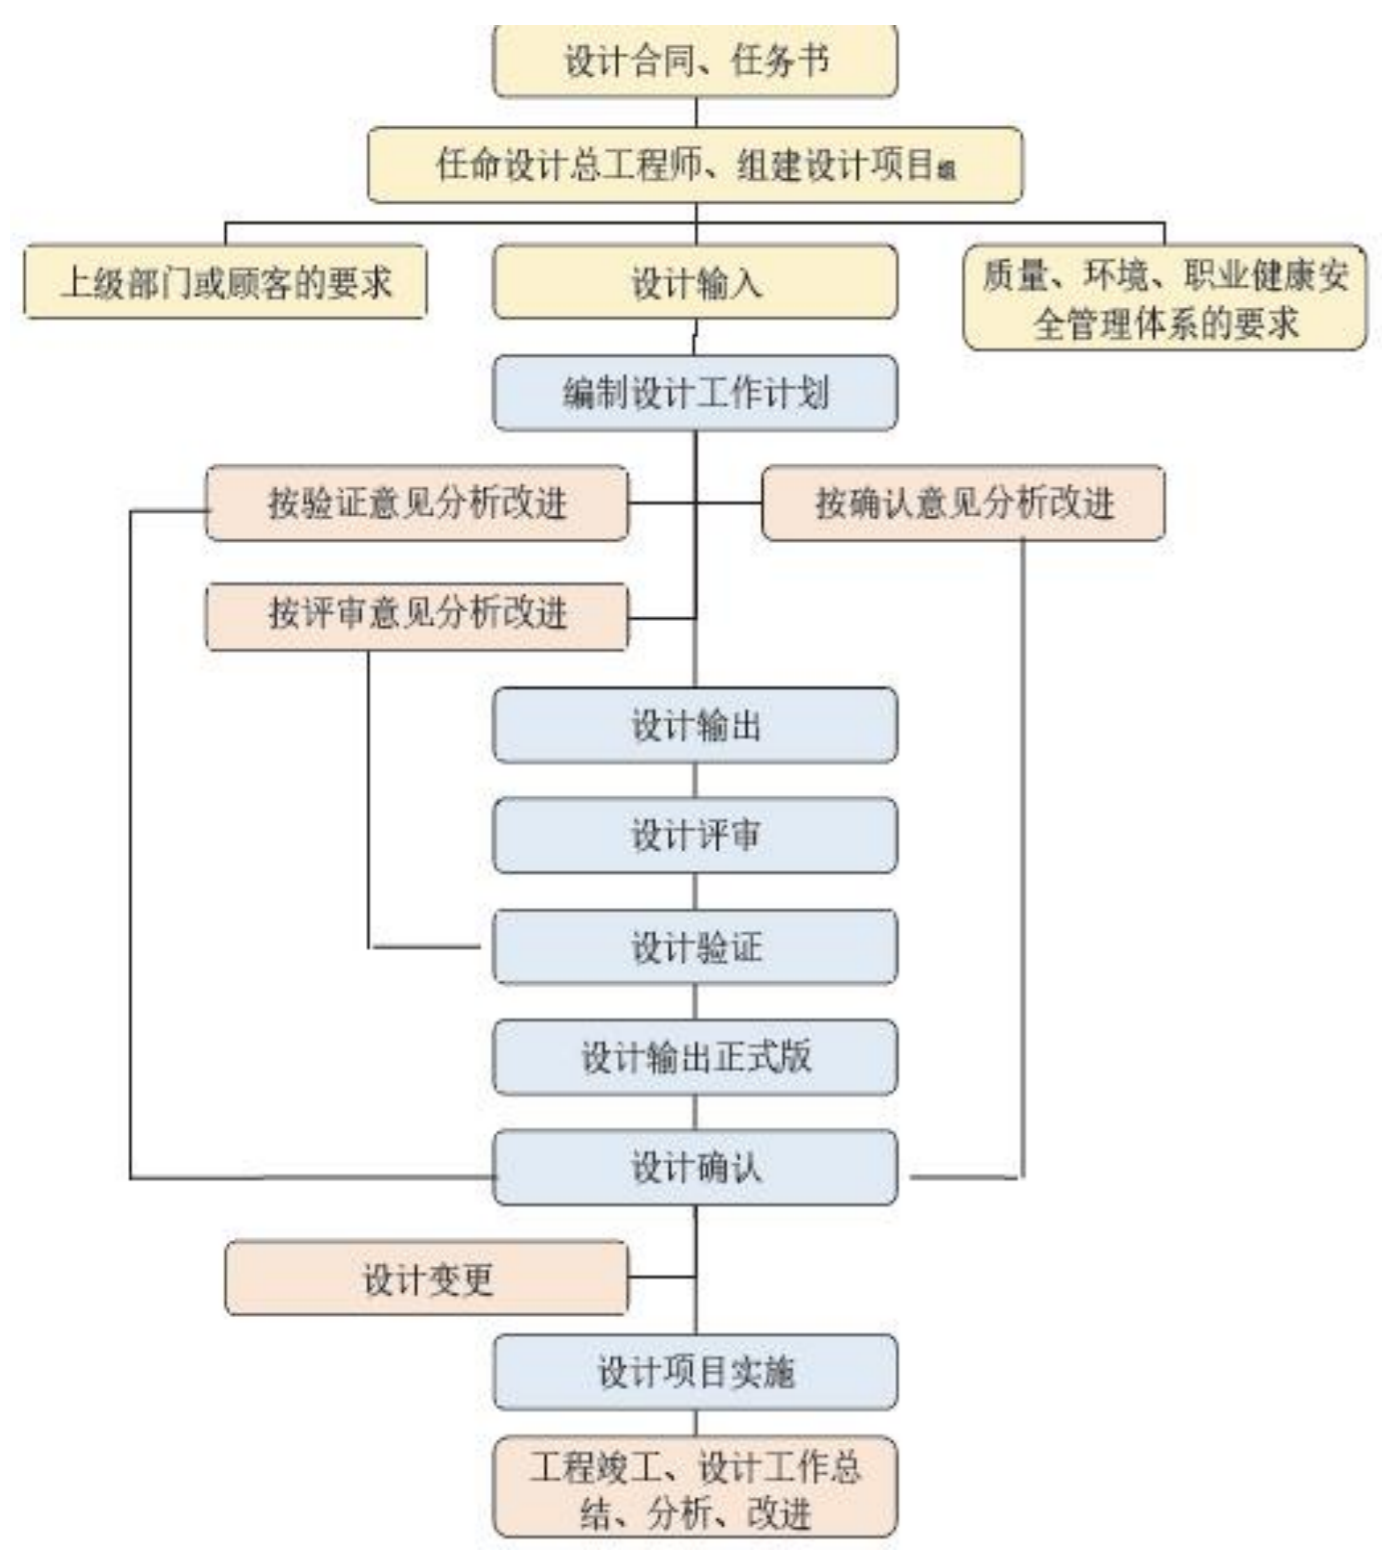 设计合同、任务书
任命设计总工程师、组建设计项目组
上级部门或顾客的要求
设计输入
质量、环境、职业健康安
全管理体系的要求
编制设计工作计划
按验证意见分析改进
按确认意见分析改进
按评审意见分析改进
设计输出
设计评审
设计验证
设计输出正式版
设计确认
设计变更
设计项目实施
工程竣工、设计工作总
结、分析、改进